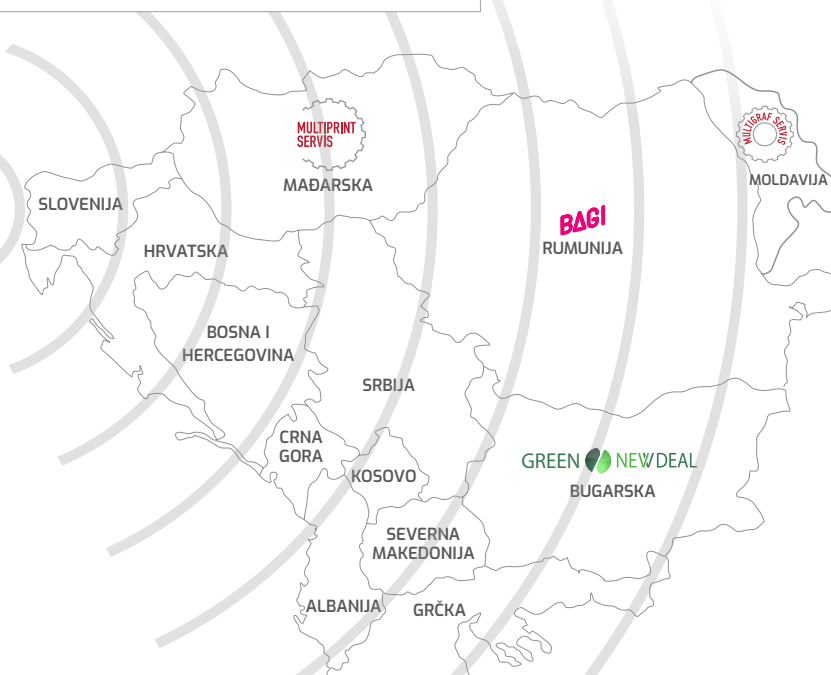 MULTIPRINT
SERVIS
MAĐARSKA
MULTIGRAF SERVIS
MOLDAVIJA
SLOVENIJA
BAGI
RUMUNIJA
HRVATSKA
BOSNA I
HERCEGOVINA
SRBIJA
CRNA
GORA
KOSOVO
GREEN NEW DEAL
BUGARSKA
SEVERNA
MAKEDONIJA
ALBANIJA
GRČKA